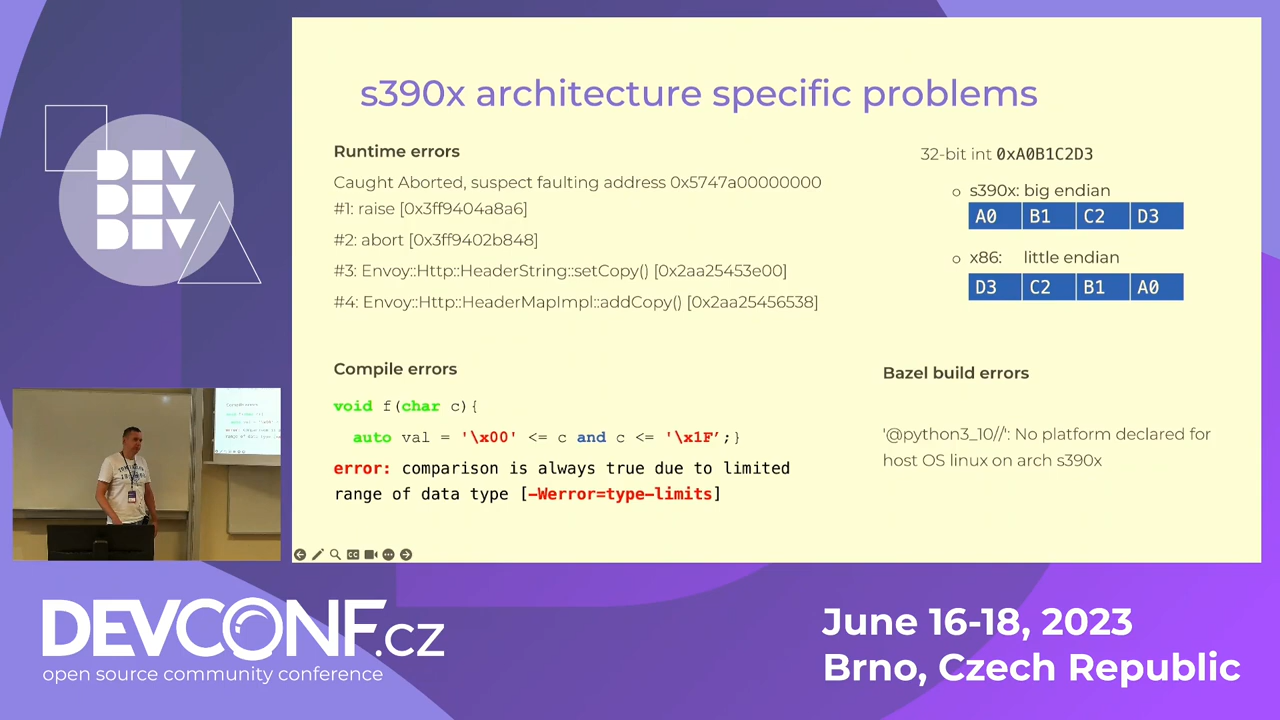 s390x architecture specific problems
Runtime errors
Caught Aborted, suspect faulting address 0x5747a00000000
#1: raise [0x3ff9404a8a6]
#2: abort [0x3ff9402b848]
#3: Envoy::Http::HeaderString::setCopy() [0x2aa25453e00]
#4: Envoy::Http::HeaderMapImpl::addCopy() [0x2aa25456538]
32-bit int 0xA0B1C2D3
s390x: big endian
A0 B1 C2 D3
x86: little endian
D3 C2 B1 A0
Compile errors
void f(char c){
auto val = '\x00' <= c and c <= '\x1F’;}
error: comparison is always true due to limited
range of data type [-Werror=type-limits]
Bazel build errors
'@python3_10//': No platform declared for
host OS linux on arch s390x
DEV
DEV
DEV
DEVCONF.cz
open source community conference
June 16-18, 2023
Brno, Czech Republic